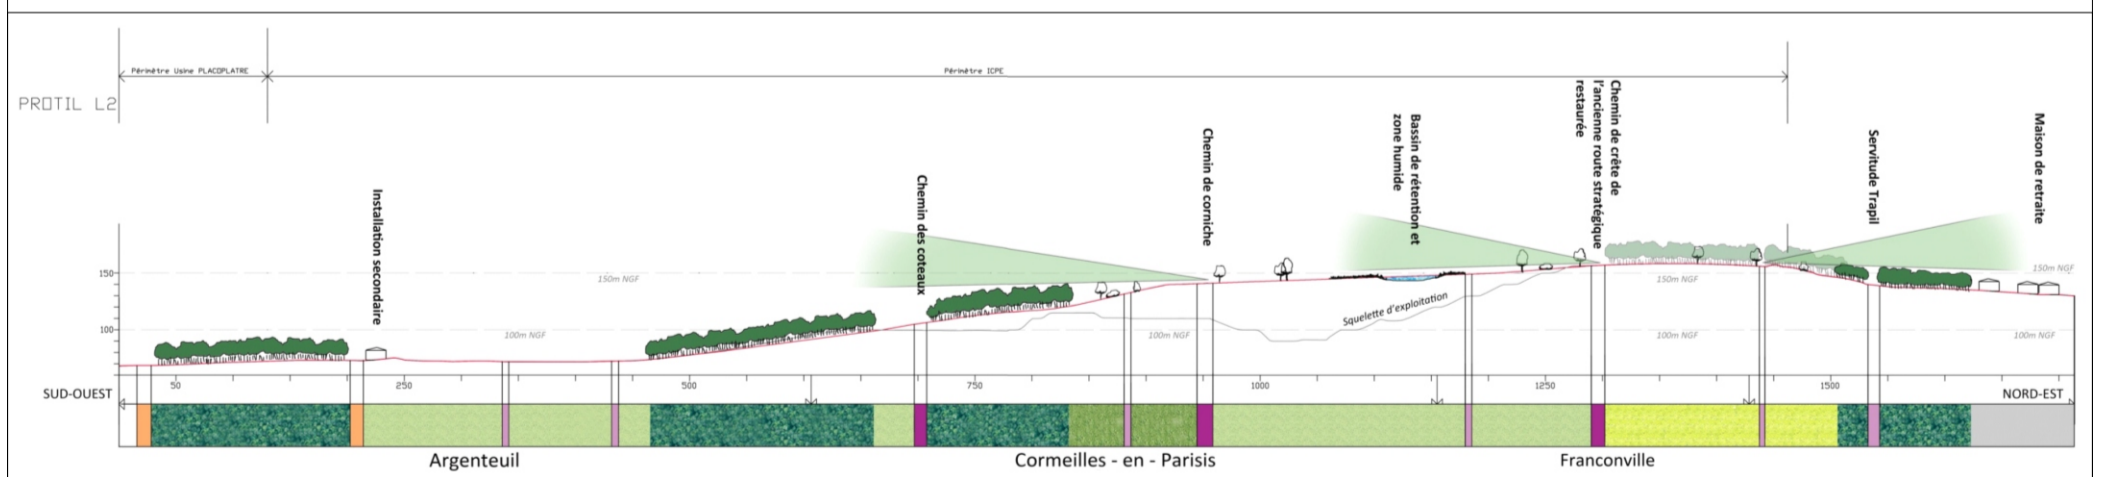 Périmètre Usine PLACOPLATRE
Périmètre ICPE
PROTIL L2
Installation secondaire
Chemin des coteaux
Chemin de corniche
Bassin de rétention et
zone humide
Chemin de crête de
l'ancienne route stratégique
restaurée
Servitude Trapil
Maison de retraite
150
150m NGF
150m NGF
150m NGF
Squelette d'exploitation
100
100m NGF
100m NGF
100m NGF
100m NGF
50
250
500
750
1000
1250
1500
SUD-OUEST
NORD-EST
Argenteuil
Cormeilles - en - Parisis
Franconville